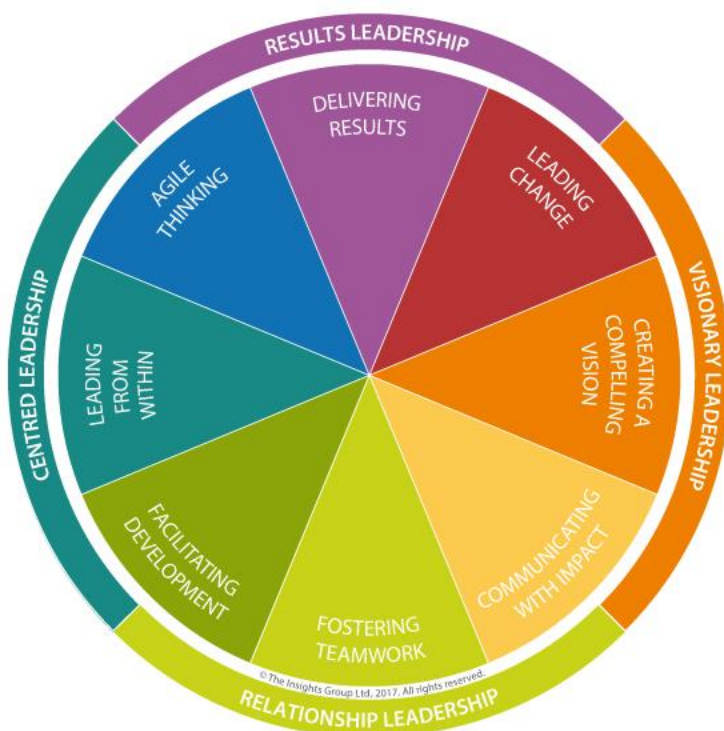 RESULTS LEADERSHIP
DELIVERING
RESULTS
LEADING
CHANGE
VISIONARY LEADERSHIP
CREATING A
COMPELLING
VISION
COMMUNICATING
WITH IMPACT
FOSTERING
TEAMWORK
© The Insights Group Ltd, 2017. All rights reserved.
RELATIONSHIP LEADERSHIP
FACILITATING
DEVELOPMENT
LEADING
FROM
WITHIN
CENTRED LEADERSHIP
AGILE
THINKING